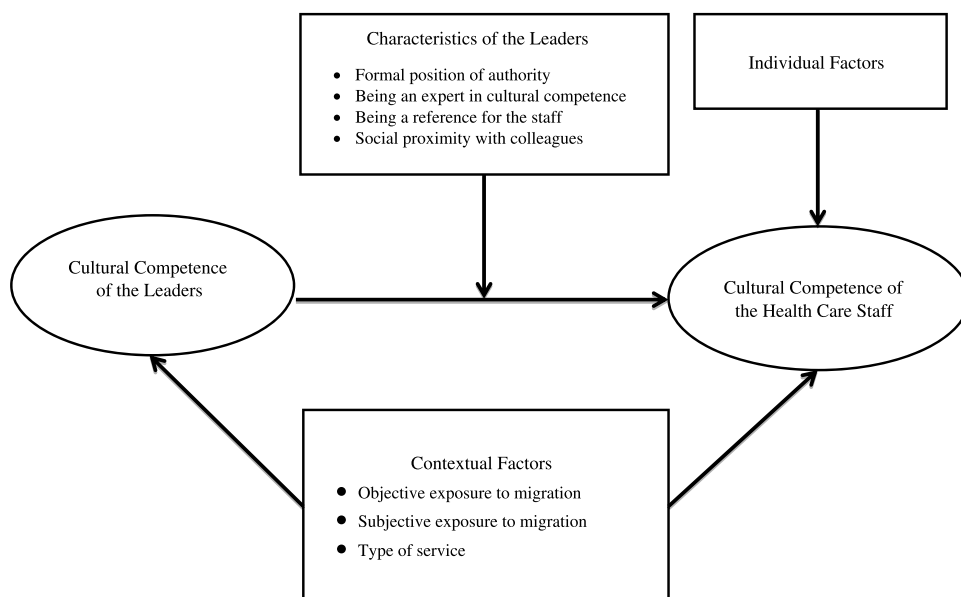 Characteristics of the Leaders
• Formal position of authority
• Being an expert in cultural competence
• Being a reference for the staff
• Social proximity with colleagues
Individual Factors
Cultural Competence
of the Leaders
Cultural Competence of
the Health Care Staff
Contextual Factors
• Objective exposure to migration
• Subjective exposure to migration
• Type of service